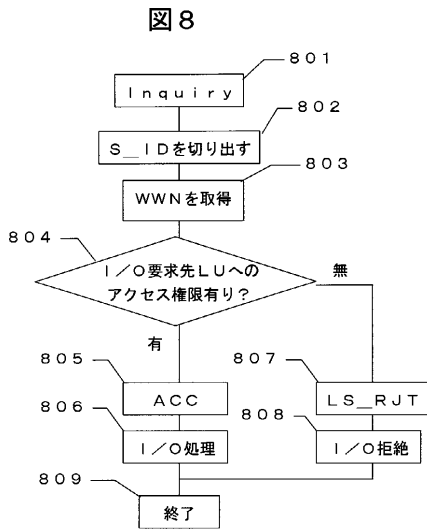 図8
801
Inquiry
802
S_IDを切り出す
803
WWNを取得
804
I/O要求先LUへの
アクセス権限有り?
無
有
805
ACC
807
LS_RJT
806
I/O処理
808
I/O拒絶
809
終了